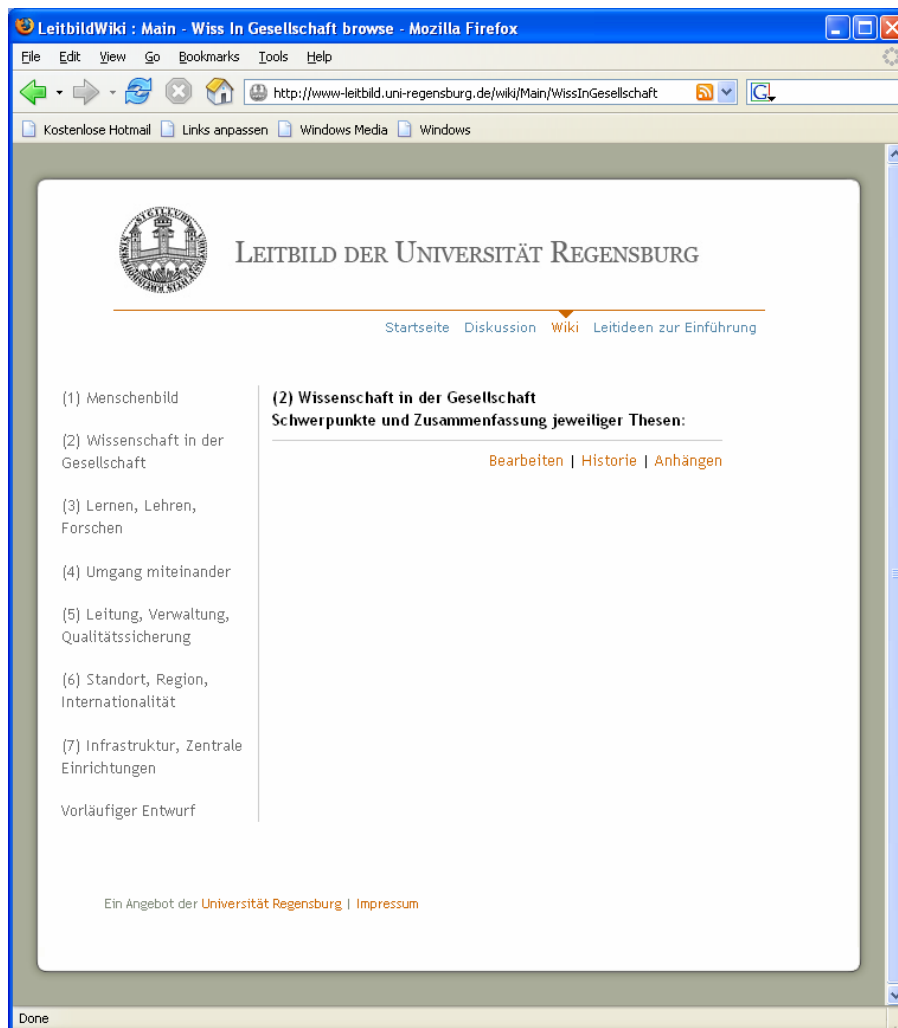 LeitbildWiki : Main - Wiss In Gesellschaft browse - Mozilla Firefox
File Edit View Go Bookmarks Tools Help
http://www-leitbild.uni-regensburg.de/wiki/Main/WissInGesellschaft
G
Kostenlose Hotmail Links anpassen Windows Media Windows
LEITBILD DER UNIVERSITÄT REGENSBURG
Startseite Diskussion Wiki Leitideen zur Einführung
(1) Menschenbild
(2) Wissenschaft in der
Gesellschaft
(3) Lernen, Lehren,
Forschen
(4) Umgang miteinander
(5) Leitung, Verwaltung,
Qualitätssicherung
(6) Standort, Region,
Internationalität
(7) Infrastruktur, Zentrale
Einrichtungen
Vorläufiger Entwurf
(2) Wissenschaft in der Gesellschaft
Schwerpunkte und Zusammenfassung jeweiliger Thesen:
Bearbeiten | Historie | Anhängen
Ein Angebot der Universität Regensburg | Impressum
Done